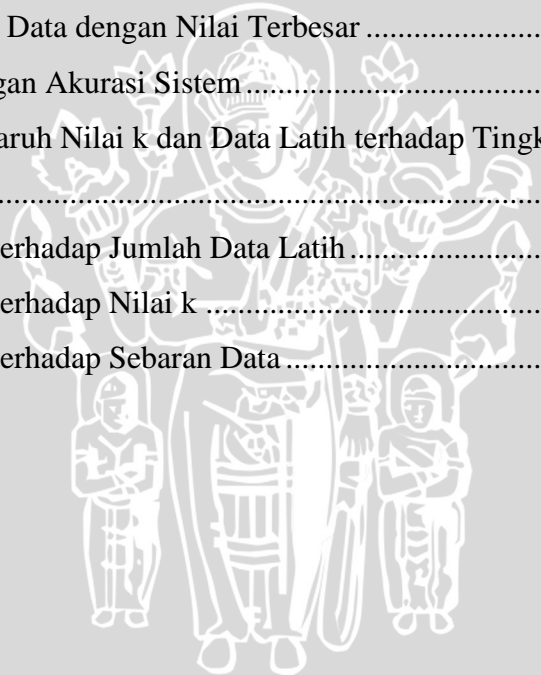 Data dengan Nilai Terbesar ........................
gan Akurasi Sistem ........................................
aruh Nilai k dan Data Latih terhadap Tingk
........................................................................
erhadap Jumlah Data Latih .........................
erhadap Nilai k .............................................
erhadap Sebaran Data ..................................